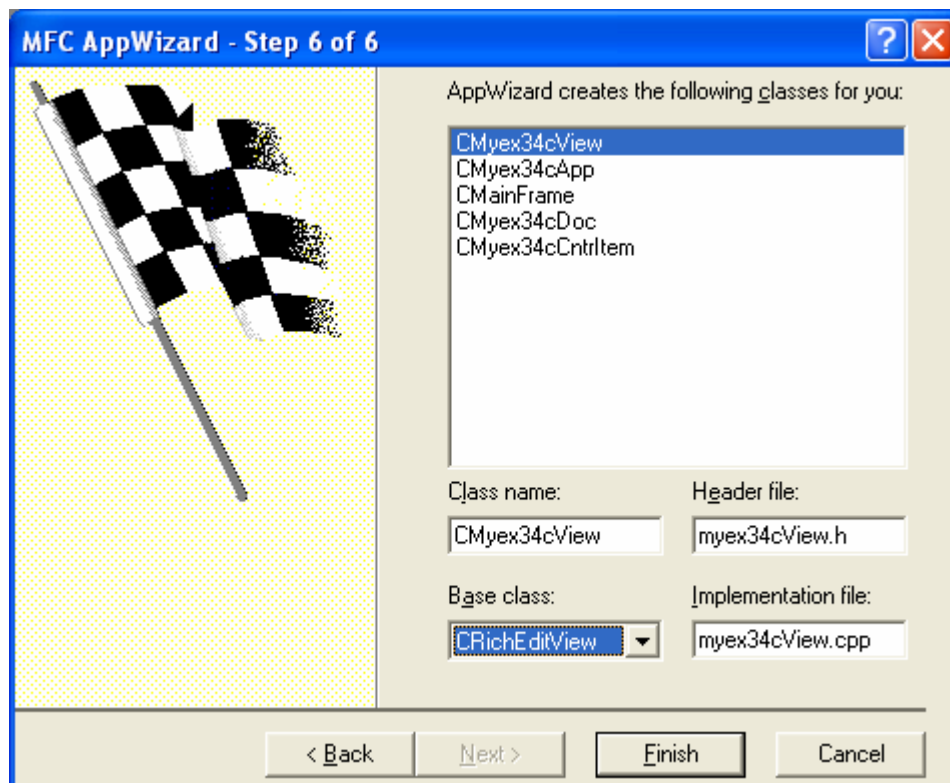 MFC AppWizard - Step 6 of 6
?
AppWizard creates the following classes for you:
CMyex34cView
CMyex34cApp
CMainFrame
CMyex34cDoc
CMyex34cCntrItem
Class name:
Header file:
CMyex34cView
myex34cView.h
Base class:
Implementation file:
CRichEditView
myex34cView.cpp
< Back
Next >
Finish
Cancel